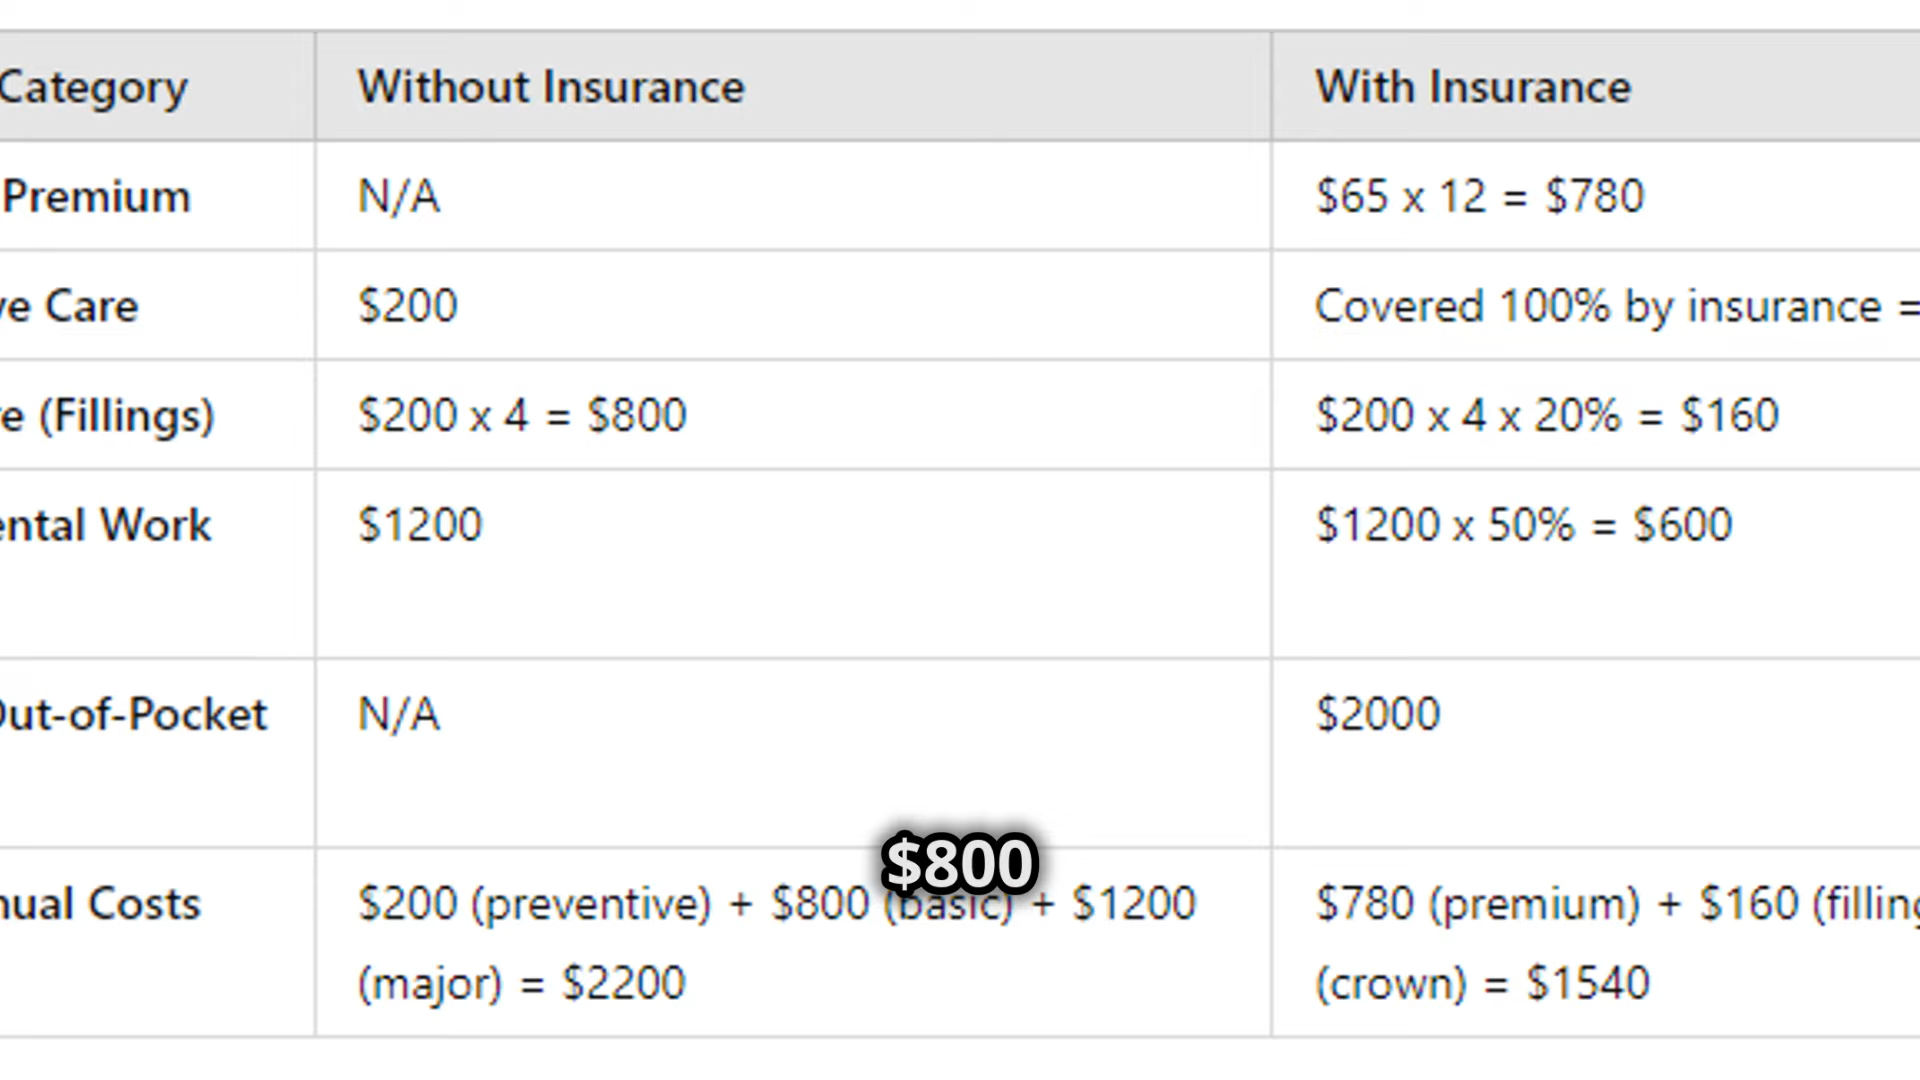 Category Without Insurance With Insurance
Premium N/A $65 x 12 = $780
ve Care $200 Covered 100% by insurance =
e (Fillings) $200 x 4 = $800 $200 x 4 x 20% = $160
ental Work $1200 $1200 x 50% = $600
Out-of-Pocket N/A $2000
$800
nual Costs $200 (preventive) + $800 (basic) + $1200 $780 (premium) + $160 (filling
(major) = $2200 (crown) = $1540